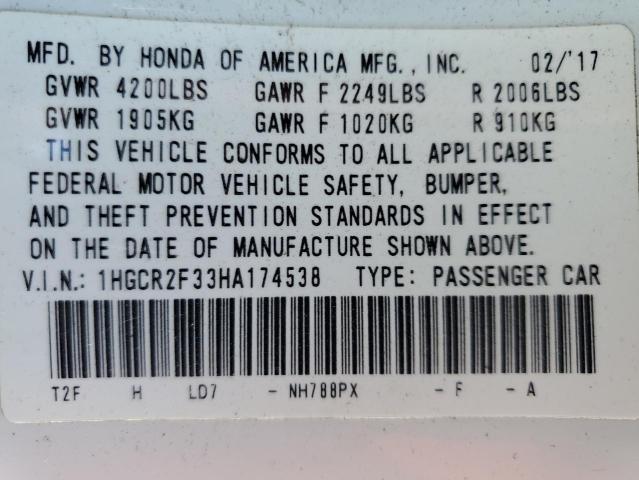 MFD. BY HONDA OF AMERICA MFG., INC. 02/'17
GVWR 4200LBS GAWR F 2249LBS R 2006LBS
GVWR 1905KG GAWR F 1020KG R 910KG
THIS VEHICLE CONFORMS TO ALL APPLICABLE
FEDERAL MOTOR VEHICLE SAFETY, BUMPER,
AND THEFT PREVENTION STANDARDS IN EFFECT
ON THE DATE OF MANUFACTURE SHOWN ABOVE.
V.I.N.: 1HGCR2F33HA174538 TYPE: PASSENGER CAR
T2F H LD7 - NH788PX - F - A